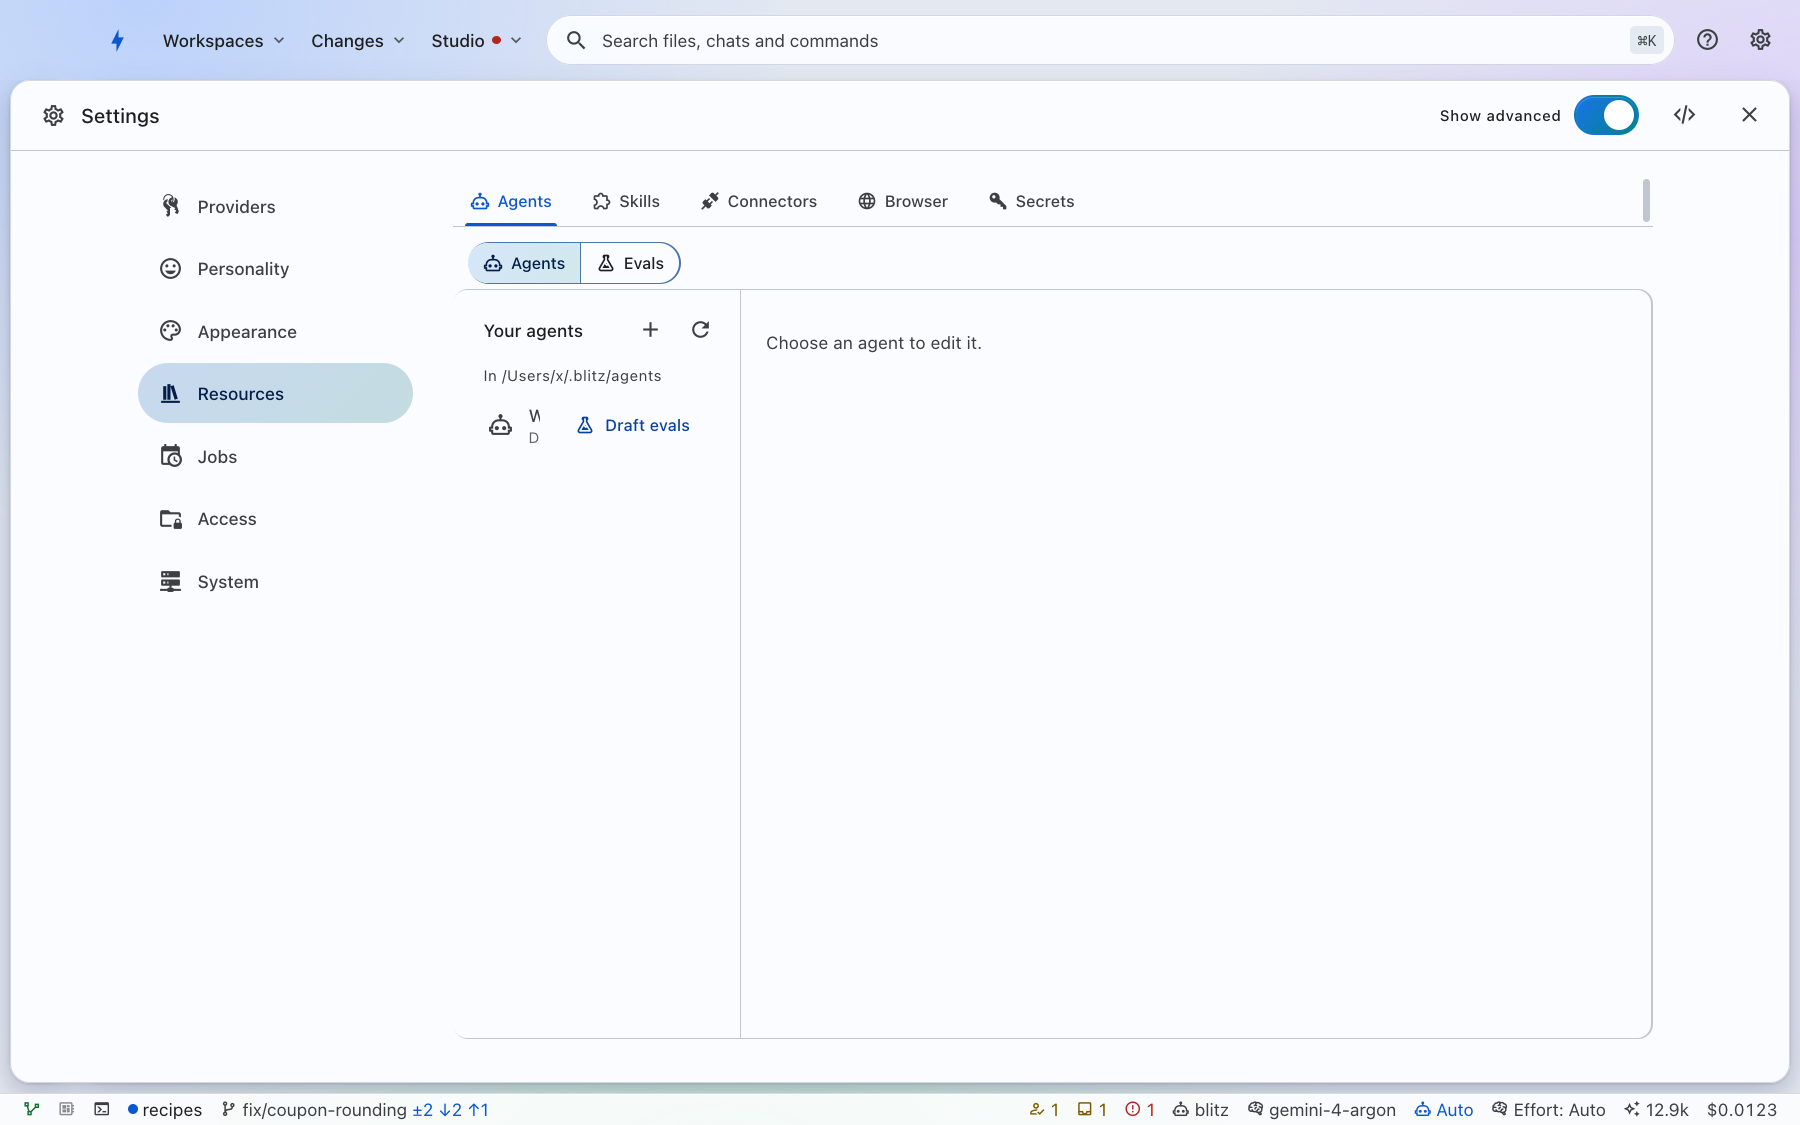 Workspaces Changes Studio Search files, chats and commands ⌘K
Settings Show advanced
Providers
Personality
Appearance
Resources
Jobs
Access
System
Agents Skills Connectors Browser Secrets
Agents Evals
Your agents
In /Users/x/.blitz/agents
W
D
Draft evals
Choose an agent to edit it.
recipes fix/coupon-rounding ±2 ↓2 ↑1 1 1 1 blitz gemini-4-argon Auto Effort: Auto 12.9k $0.0123